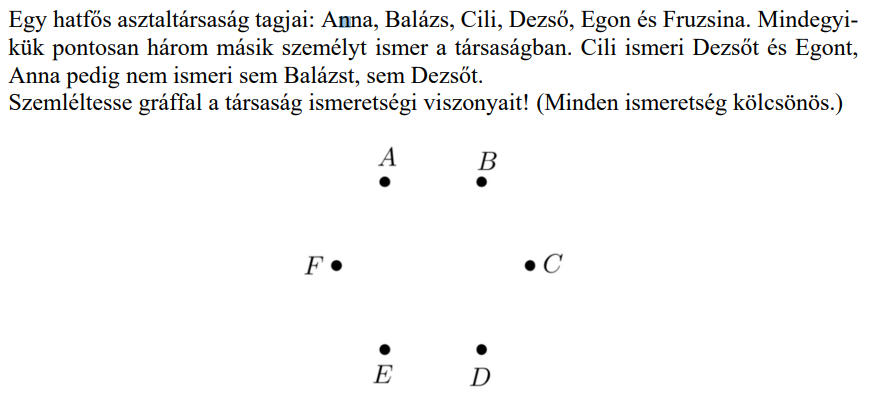 Egy hatfős asztaltársaság tagjai: Anna, Balázs, Cili, Dezső, Egon és Fruzsina. Mindegyi-
kük pontosan három másik személyt ismer a társaságban. Cili ismeri Dezsőt és Egont,
Anna pedig nem ismeri sem Balázst, sem Dezsőt.
Szemléltesse gráffal a társaság ismeretségi viszonyait! (Minden ismeretség kölcsönös.)
A B
F C
E D